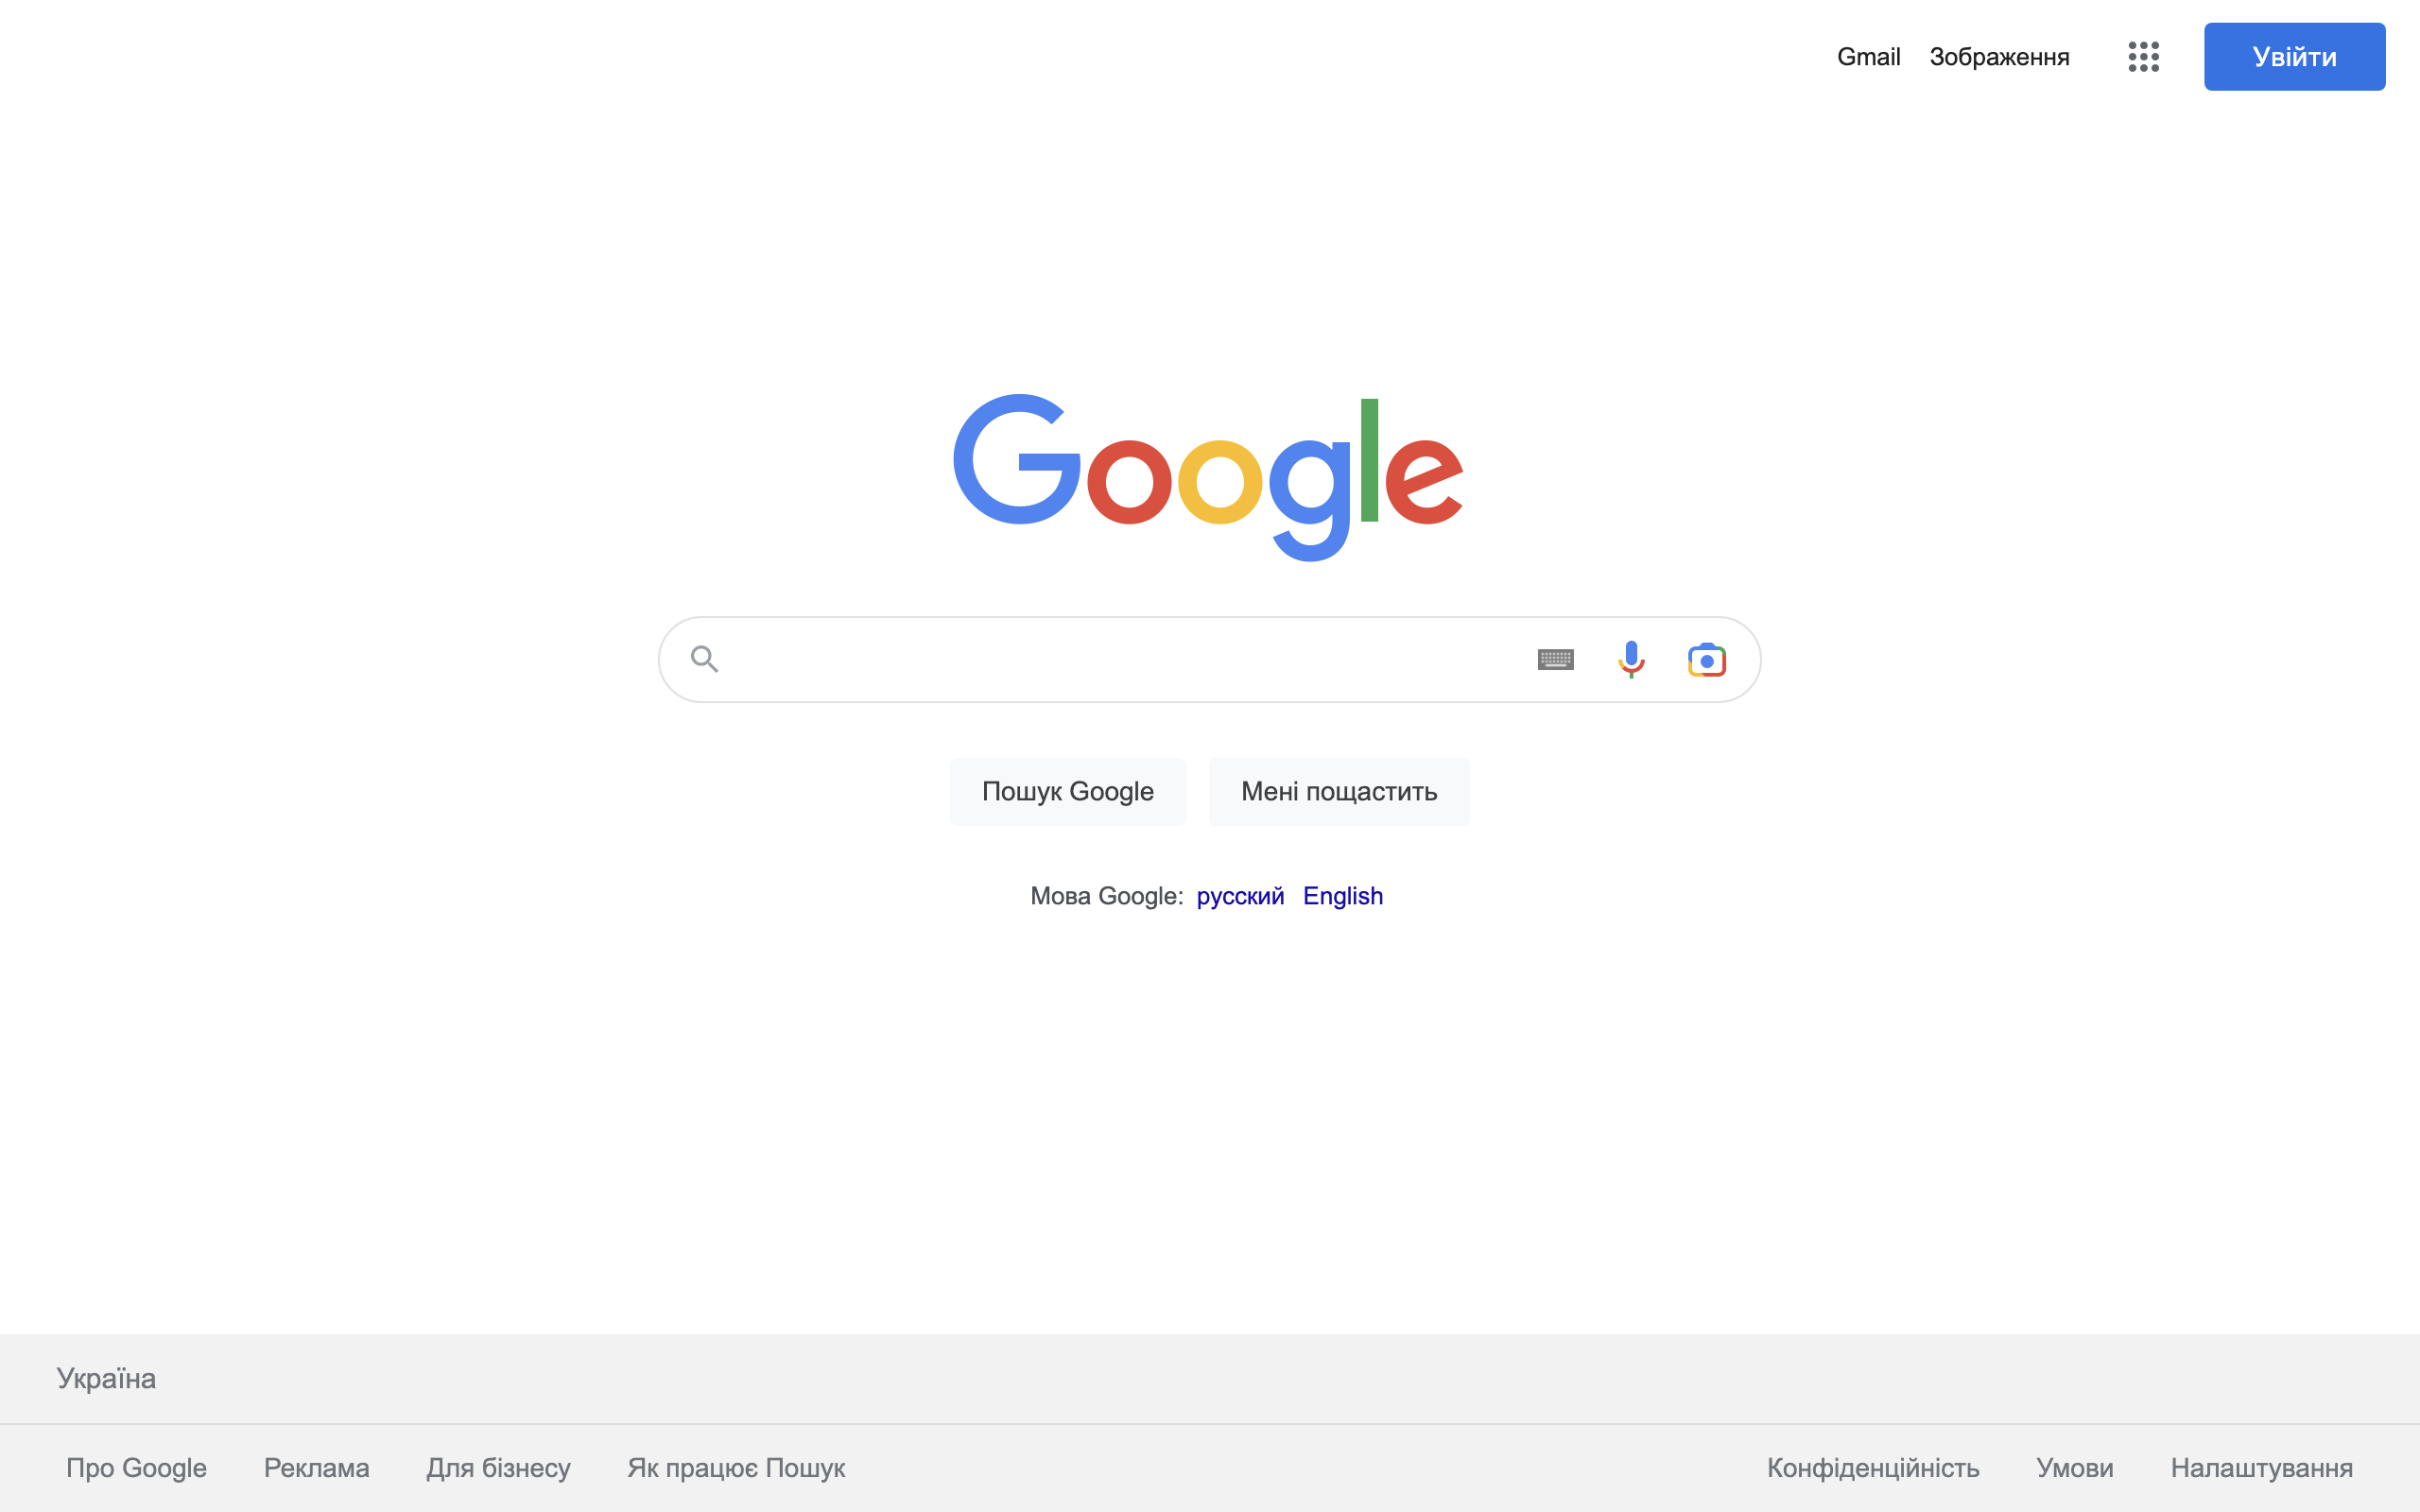 Gmail Зображення Увійти
Google
Пошук Google Мені пощастить
Мова Google: русский English
Україна
Про Google Реклама Для бізнесу Як працює Пошук Конфіденційність Умови Налаштування